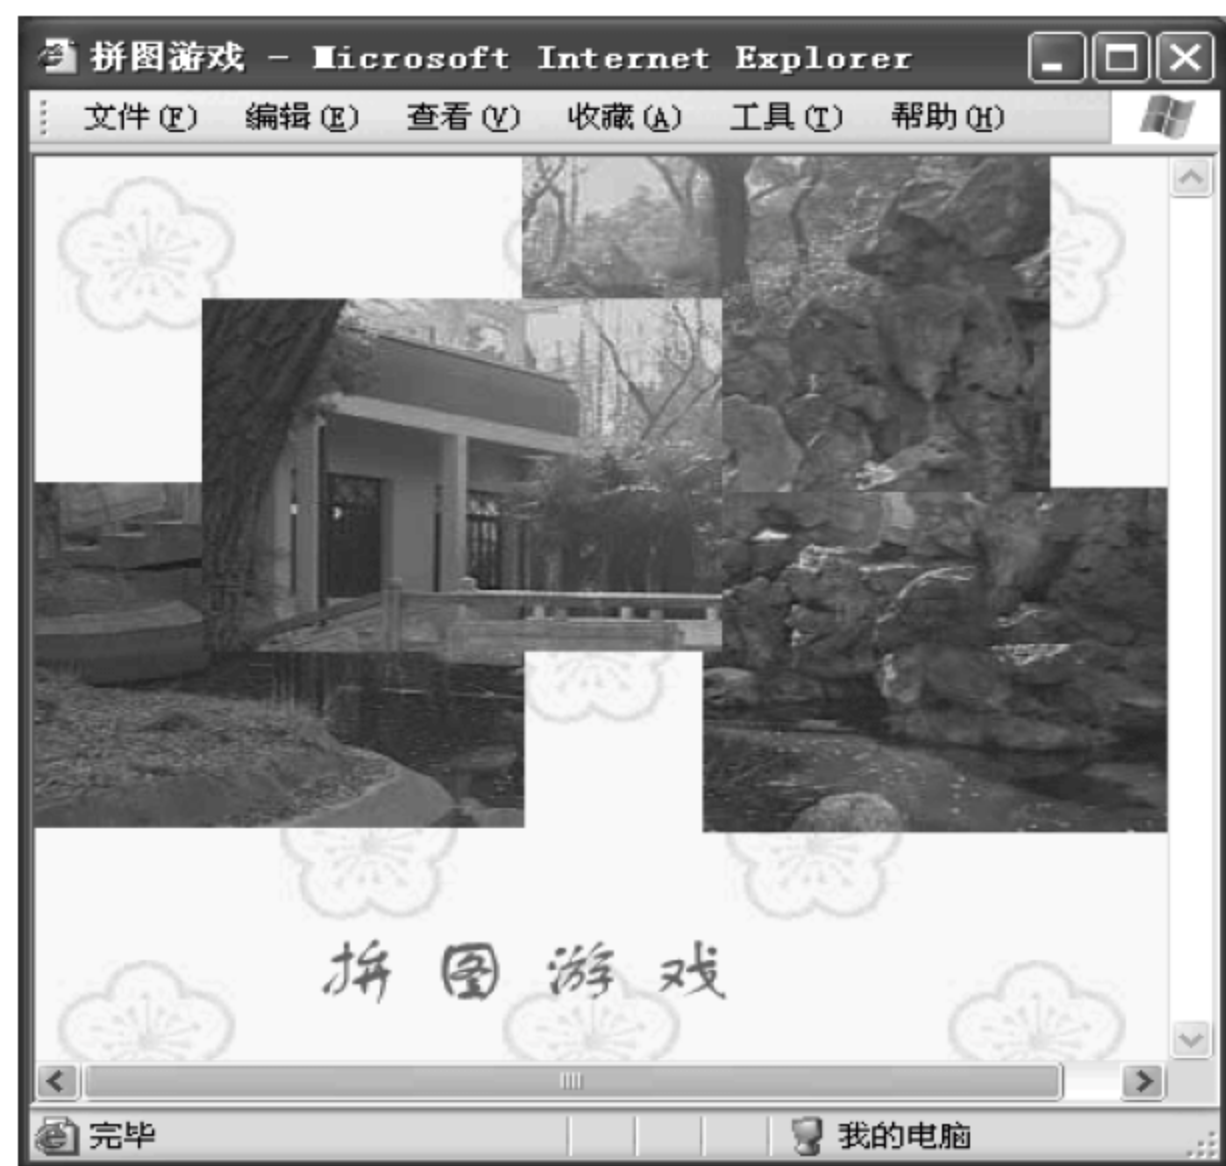 拼图游戏 - Microsoft Internet Explorer
文件(F) 编辑(E) 查看(V) 收藏(A) 工具(T) 帮助(H)
拼图游戏
完毕 我的电脑